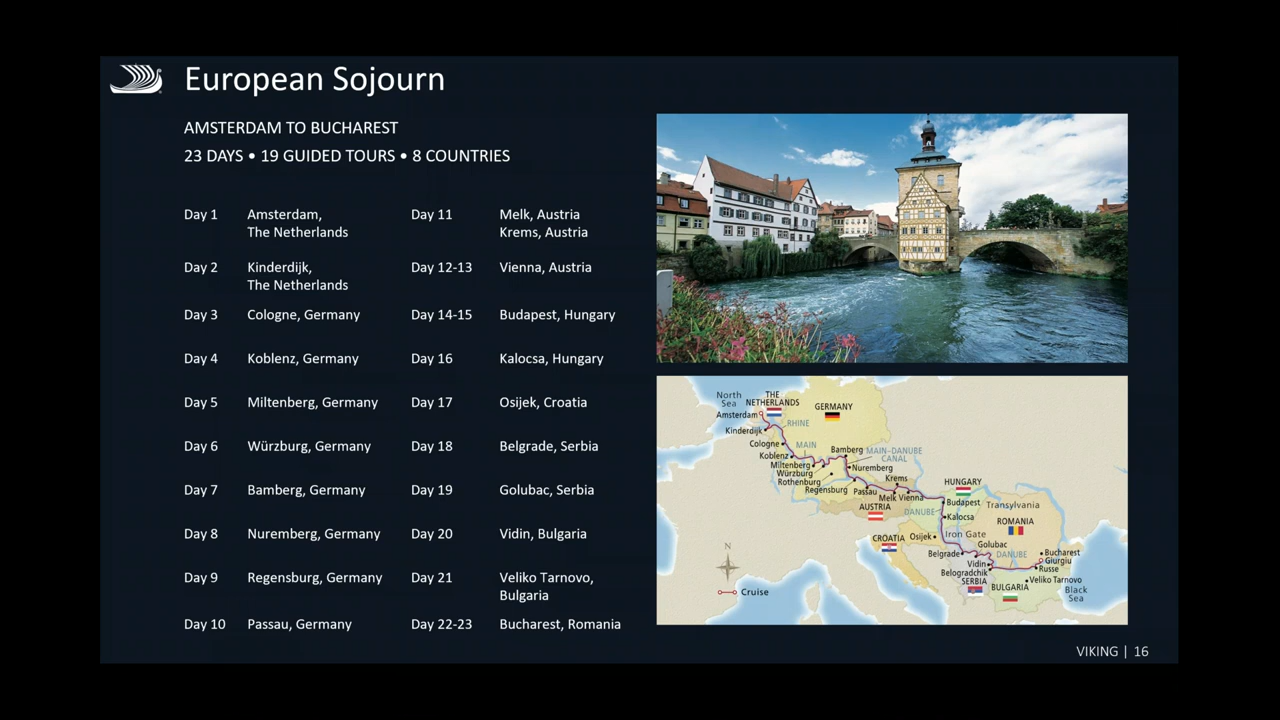 European Sojourn
AMSTERDAM TO BUCHAREST
23 DAYS • 19 GUIDED TOURS • 8 COUNTRIES
Day 1 Amsterdam,
The Netherlands
Day 2 Kinderdijk,
The Netherlands
Day 3 Cologne, Germany
Day 4 Koblenz, Germany
Day 5 Miltenberg, Germany
Day 6 Würzburg, Germany
Day 7 Bamberg, Germany
Day 8 Nuremberg, Germany
Day 9 Regensburg, Germany
Day 10 Passau, Germany
Day 11 Melk, Austria
Krems, Austria
Day 12-13 Vienna, Austria
Day 14-15 Budapest, Hungary
Day 16 Kalocsa, Hungary
Day 17 Osijek, Croatia
Day 18 Belgrade, Serbia
Day 19 Golubac, Serbia
Day 20 Vidin, Bulgaria
Day 21 Veliko Tarnovo,
Bulgaria
Day 22-23 Bucharest, Romania
North
Sea
THE
NETHERLANDS
GERMANY
Amsterdam
RHINE
Kinderdijk
Cologne
MAIN
Koblenz
Bamberg
MAIN-DANUBE
CANAL
Miltenberg
Nuremberg
Würzburg
Rothenburg
Krems
Regensburg
Passau
Melk
Vienna
HUNGARY
Budapest
Transylvania
AUSTRIA
DANUBE
Kalocsa
ROMANIA
CROATIA
Osijek
Iron Gate
Golubac
Belgrade
DANUBE
Bucharest
Giurgiu
Vidin
Russe
Belogradchik
SERBIA
Veliko Tarnovo
BULGARIA
Black
Sea
N
Cruise
VIKING | 16